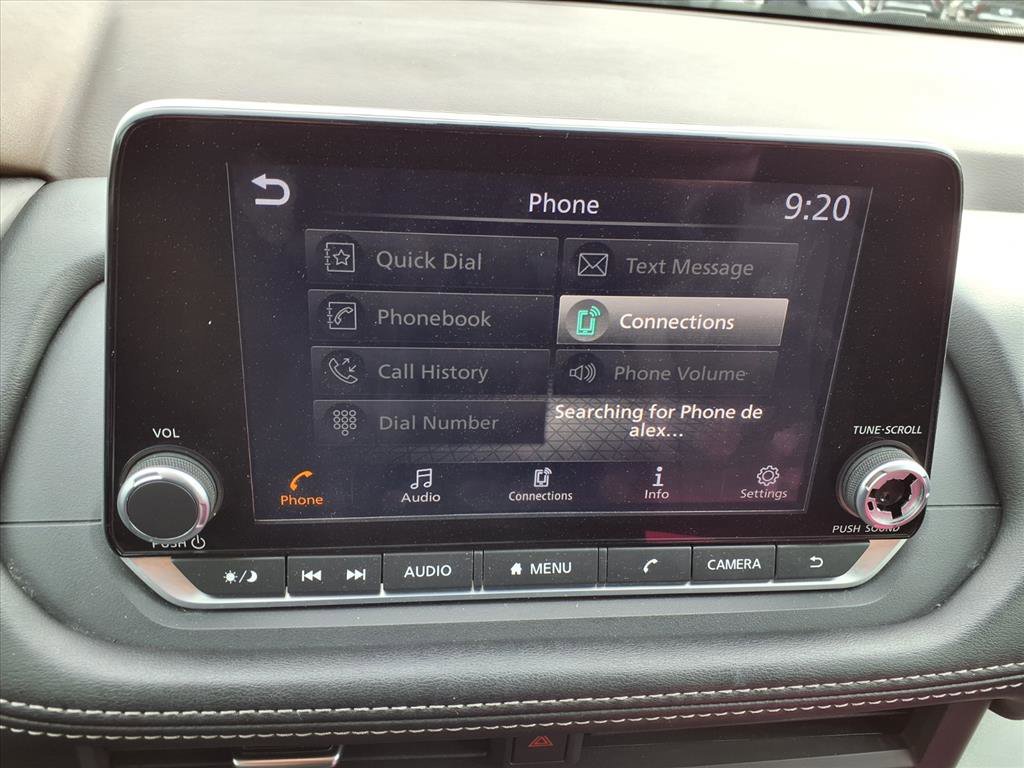 Phone
9:20
Quick Dial
Text Message
Phonebook
Connections
Call History
Phone Volume
Dial Number
Searching for Phone de
alex...
VOL
TUNE·SCROLL
Phone
Audio
Connections
Info
Settings
PUSH
PUSH SOUND
AUDIO
MENU
CAMERA